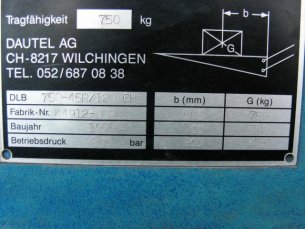 Tragfähigkeit 750 kg
b
G
DAUTEL AG
CH-8217 WILCHINGEN
TEL. 052/687 08 38
DLB b (mm) G (kg)
Fabrik-Nr.
Baujahr
Betriebsdruck bar